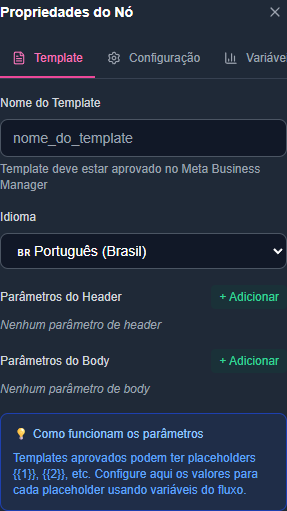 Propriedades do Nó
Template
Configuração
Variáve
Nome do Template
nome_do_template
Template deve estar aprovado no Meta Business
Manager
Idioma
BR Português (Brasil)
Parâmetros do Header
+ Adicionar
Nenhum parâmetro de header
Parâmetros do Body
+ Adicionar
Nenhum parâmetro de body
Como funcionam os parâmetros
Templates aprovados podem ter placeholders
{{1}}, {{2}}, etc. Configure aqui os valores para
cada placeholder usando variáveis do fluxo.